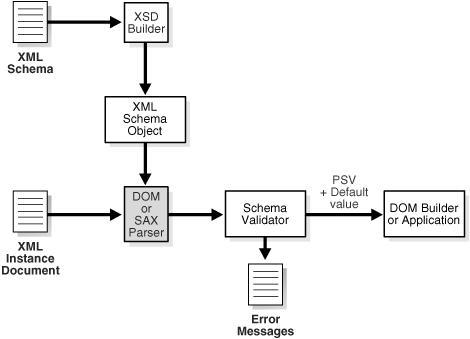 XSD
Builder
XML
Schema
XML
Schema
Object
DOM
or
SAX
Parser
PSV
+ Default
value
Schema
Validator
DOM Builder
or Application
XML
Instance
Document
Error
Messages